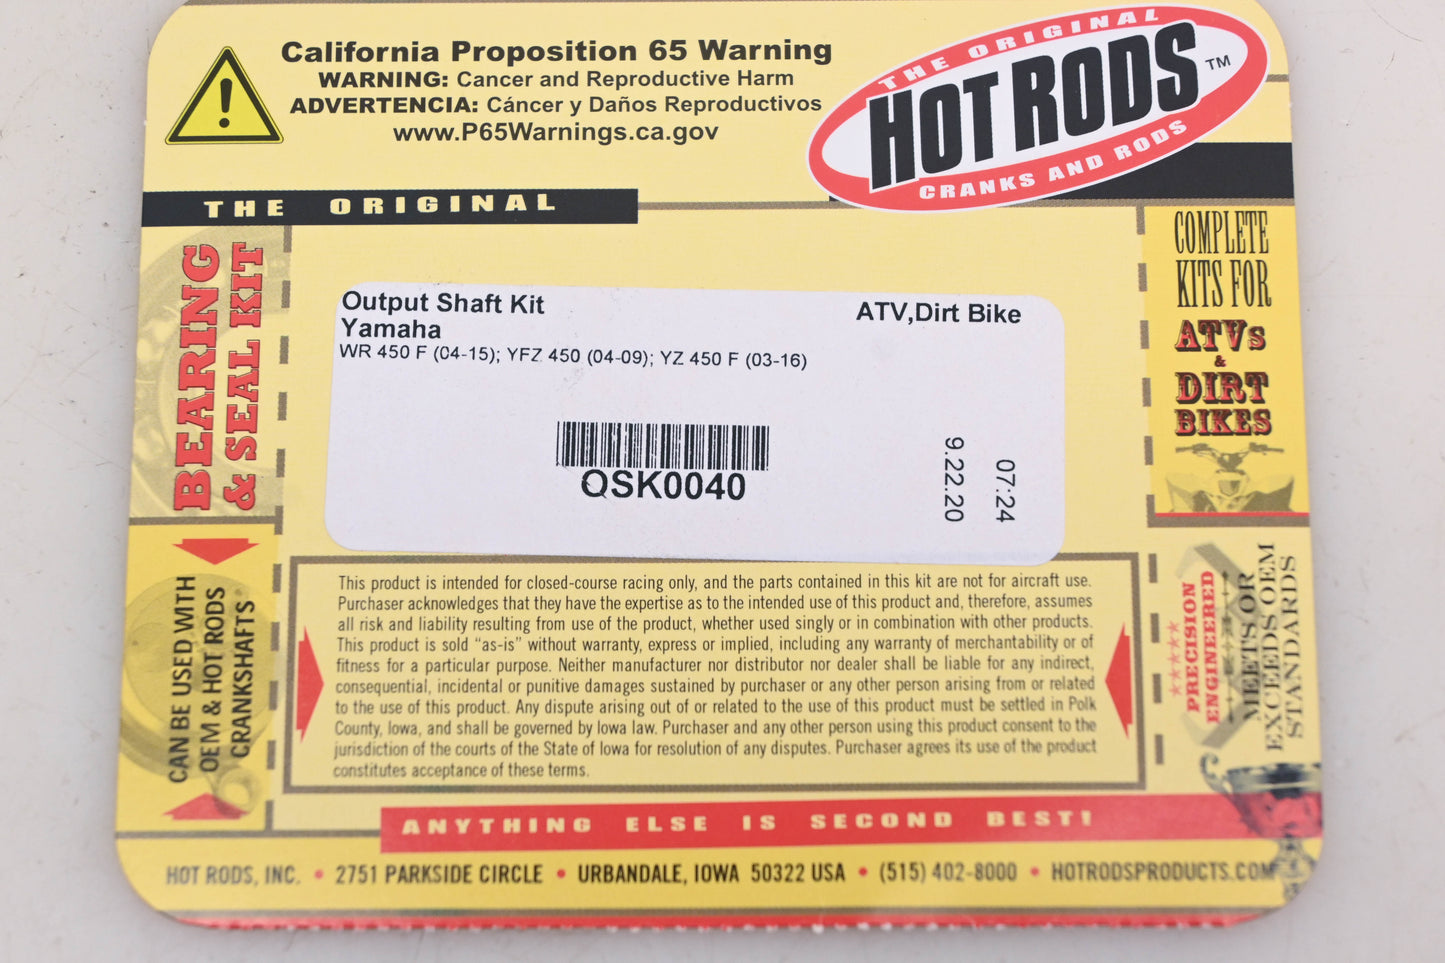 California Proposition 65 Warning
WARNING: Cancer and Reproductive Harm
ADVERTENCIA: Cáncer y Daños Reproductivos
www.P65Warnings.ca.gov
THE ORIGINAL
HOT RODS™
CRANKS AND RODS
THE ORIGINAL
BEARING
& SEAL KIT
COMPLETE
KITS FOR
ATVs
&
DIRT
BIKES
Output Shaft Kit
ATV,Dirt Bike
Yamaha
WR 450 F (04-15); YFZ 450 (04-09); YZ 450 F (03-16)
OSK0040
9.22.20
07:24
CAN BE USED WITH
OEM & HOT RODS
CRANKSHAFTS
This product is intended for closed-course racing only, and the parts contained in this kit are not for aircraft use.
Purchaser acknowledges that they have the expertise as to the intended use of this product and, therefore, assumes
all risk and liability resulting from use of the product, whether used singly or in combination with other products.
This product is sold "as-is" without warranty, express or implied, including any warranty of merchantability or of
fitness for a particular purpose. Neither manufacturer nor distributor nor dealer shall be liable for any indirect,
consequential, incidental or punitive damages sustained by purchaser or any other person arising from or related
to the use of this product. Any dispute arising out of or related to the use of this product must be settled in Polk
County, Iowa, and shall be governed by Iowa law. Purchaser and any other person using this product consent to the
jurisdiction of the courts of the State of Iowa for resolution of any disputes. Purchaser agrees its use of the product
constitutes acceptance of these terms.
PRECISION
ENGINEERED
MEETS OR
EXCEEDS OEM
STANDARDS
ANYTHING ELSE IS SECOND BEST!
HOT RODS, INC. • 2751 PARKSIDE CIRCLE • URBANDALE, IOWA 50322 USA • (515) 402-8000 • HOTRODSPRODUCTS.COM